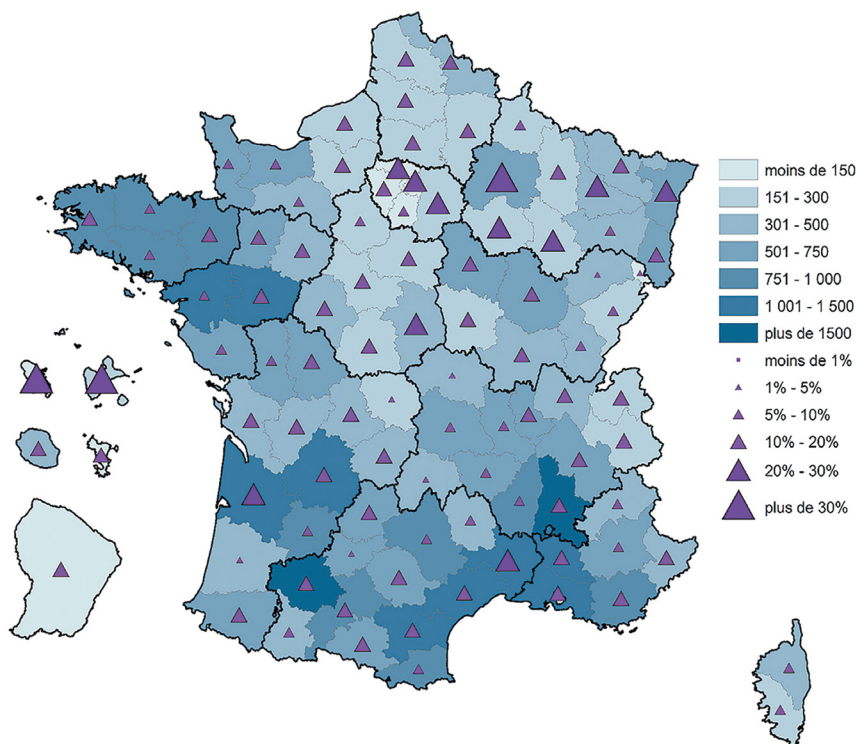 moins de 150
151 - 300
301 - 500
501 - 750
751 - 1 000
1 001 - 1 500
plus de 1500
moins de 1%
1% - 5%
5% - 10%
10% - 20%
20% - 30%
plus de 30%